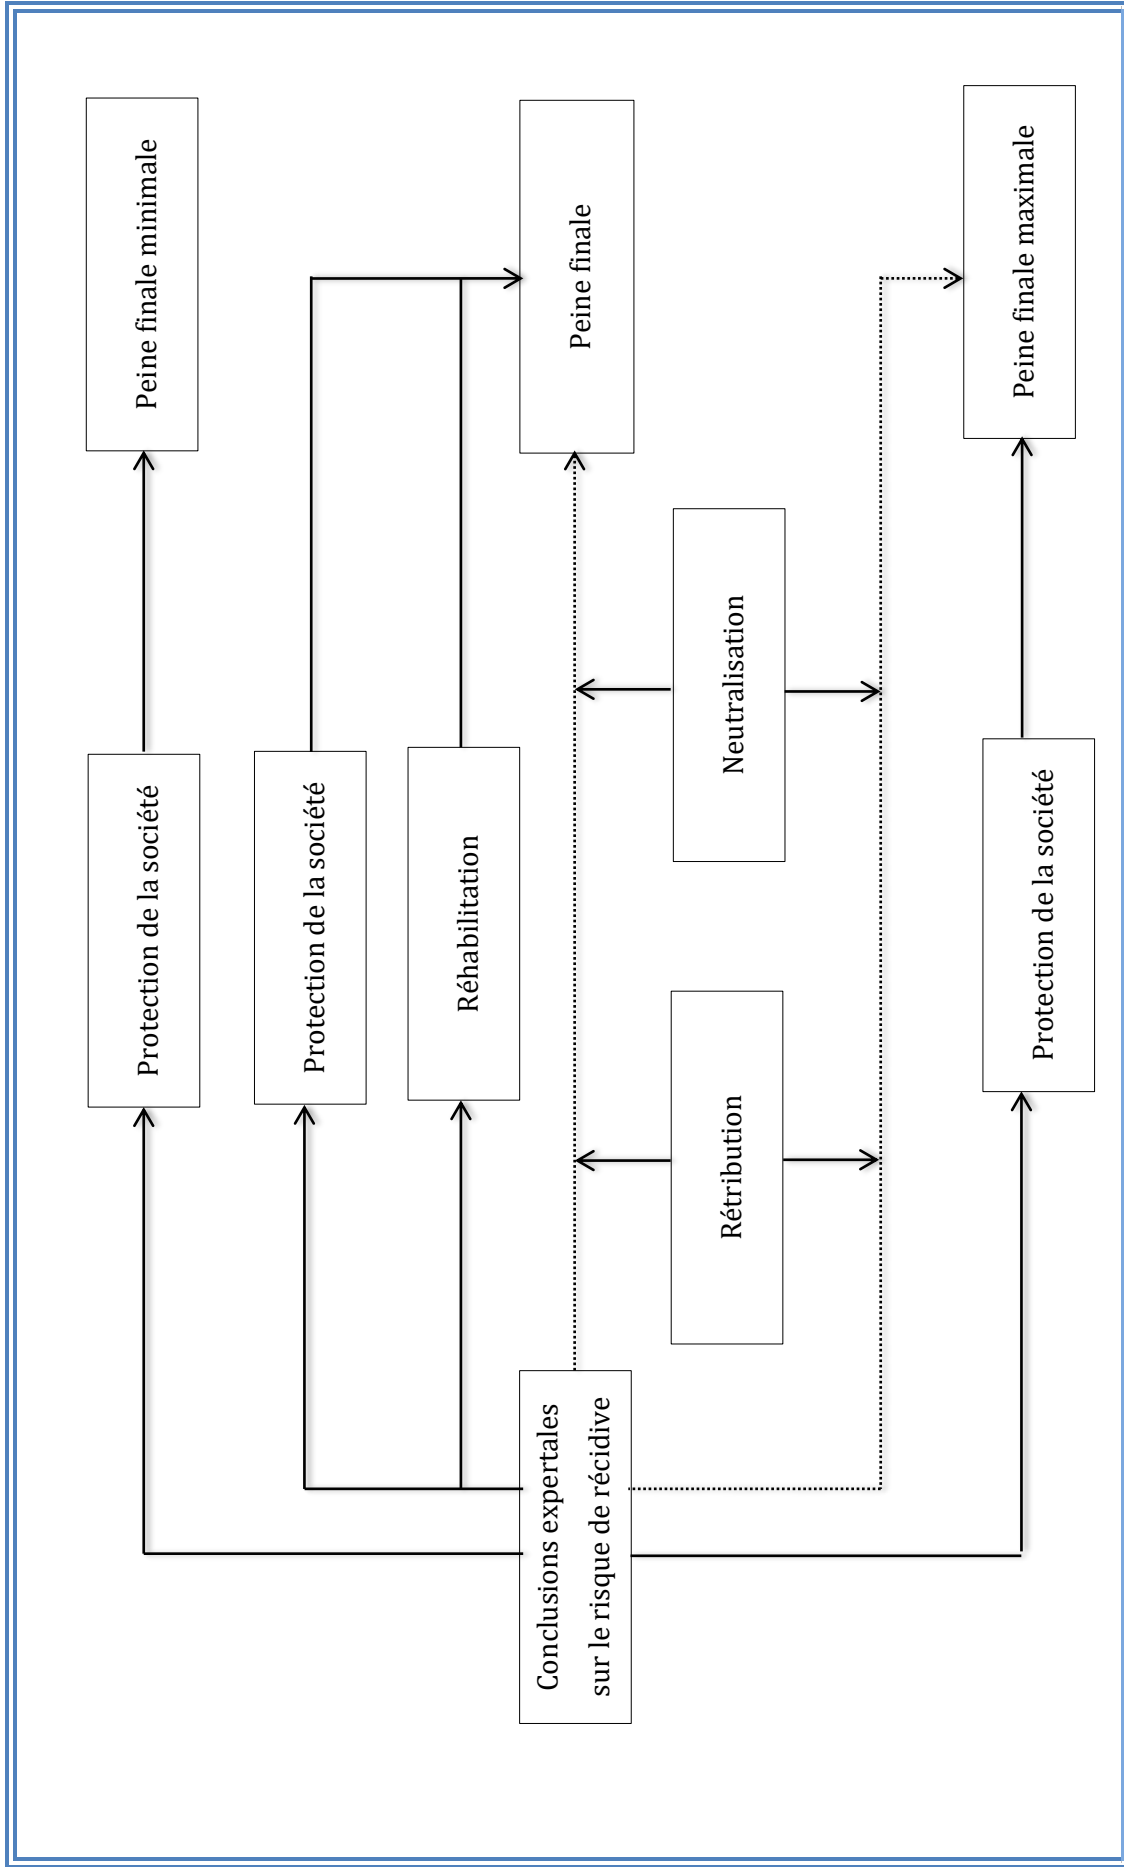 Protection de la société
Peine finale minimale
Protection de la société
Réhabilitation
Conclusions expertales
sur le risque de récidive
Peine finale
Rétribution
Neutralisation
Protection de la société
Peine finale maximale